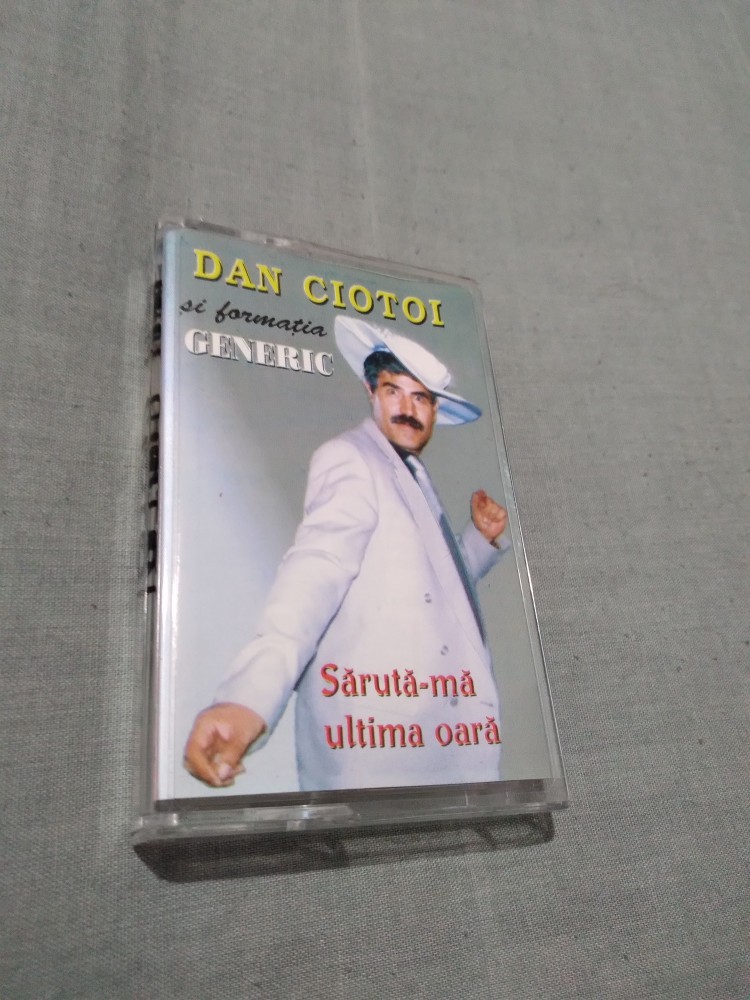 DAN CIOTOI
și formația
GENERIC
Sărută-mă
ultima oară